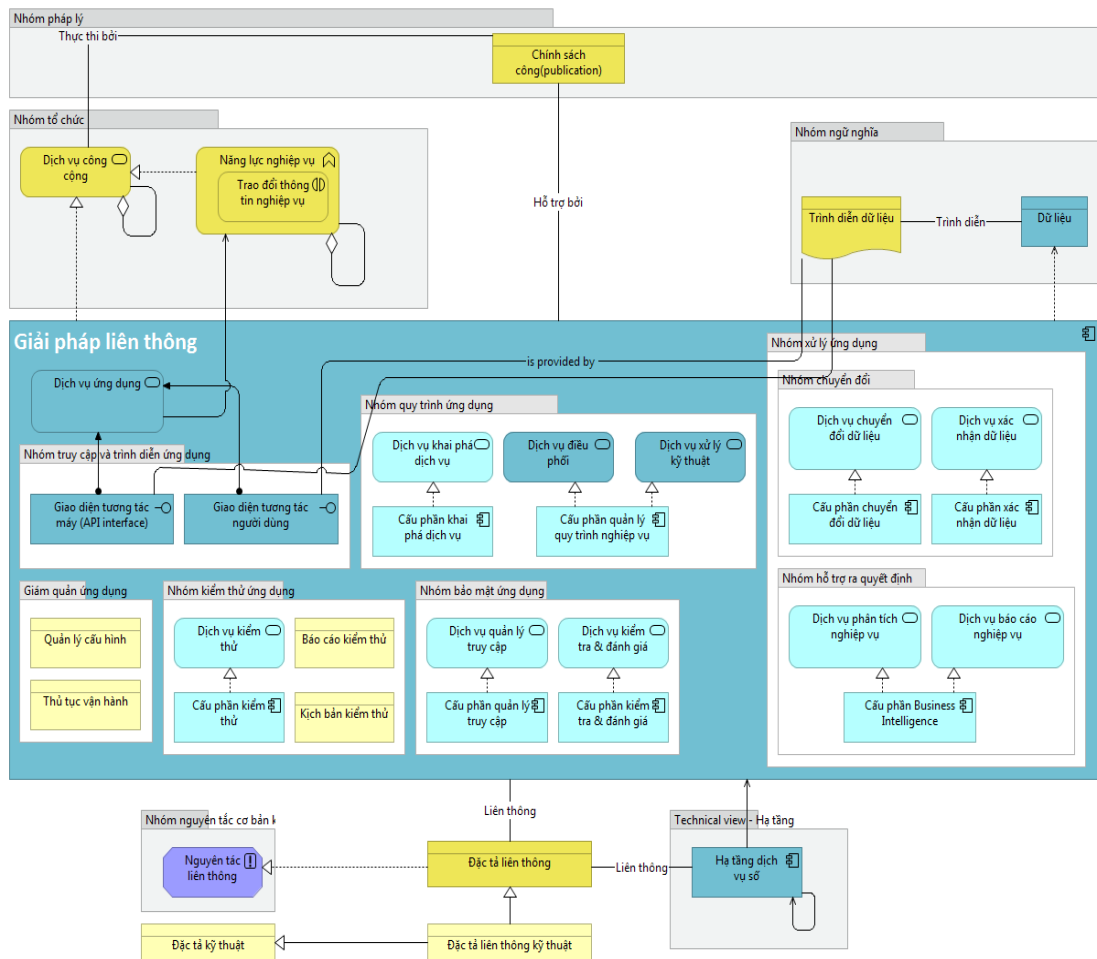 Nhóm pháp lý
Thực thi bởi
Chính sách
công(publication)
Nhóm tổ chức
Dịch vụ công
cộng
Năng lực nghiệp vụ
Trao đổi thông
tin nghiệp vụ
Hỗ trợ bởi
Nhóm ngữ nghĩa
Trình diễn dữ liệu
Trình diễn
Dữ liệu
Giải pháp liên thông
Dịch vụ ứng dụng
is provided by
Nhóm truy cập và trình diễn ứng dụng
Giao diện tương tác
máy (API interface)
Giao diện tương tác
người dùng
Nhóm quy trình ứng dụng
Dịch vụ khai phá
dịch vụ
Dịch vụ điều
phối
Dịch vụ xử lý
kỹ thuật
Cấu phần khai
phá dịch vụ
Cấu phần quản lý
quy trình nghiệp vụ
Nhóm xử lý ứng dụng
Nhóm chuyển đổi
Dịch vụ chuyển
đổi dữ liệu
Dịch vụ xác
nhận dữ liệu
Cấu phần chuyển
đổi dữ liệu
Cấu phần xác
nhận dữ liệu
Nhóm hỗ trợ ra quyết định
Dịch vụ phân tích
nghiệp vụ
Dịch vụ báo cáo
nghiệp vụ
Cấu phần Business
Intelligence
Giám quản ứng dụng
Quản lý cấu hình
Thủ tục vận hành
Nhóm kiểm thử ứng dụng
Dịch vụ kiểm
thử
Báo cáo kiểm thử
Cấu phần kiểm
thử
Kịch bản kiểm thử
Nhóm bảo mật ứng dụng
Dịch vụ quản lý
truy cập
Dịch vụ kiểm
tra & đánh giá
Cấu phần quản lý
truy cập
Cấu phần kiểm
tra & đánh giá
Liên thông
Nhóm nguyên tắc cơ bản
Nguyên tác
liên thông
Đặc tả liên thông
Liên thông
Technical view - Hạ tầng
Hạ tầng dịch
vụ số
Đặc tả kỹ thuật
Đặc tả liên thông kỹ thuật